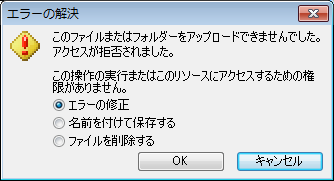 エラーの解決
このファイルまたはフォルダーをアップロードできませんでした。
アクセスが拒否されました。
この操作の実行またはこのリソースにアクセスするための権
限がありません。
エラーの修正
名前を付けて保存する
ファイルを削除する
OK
キャンセル